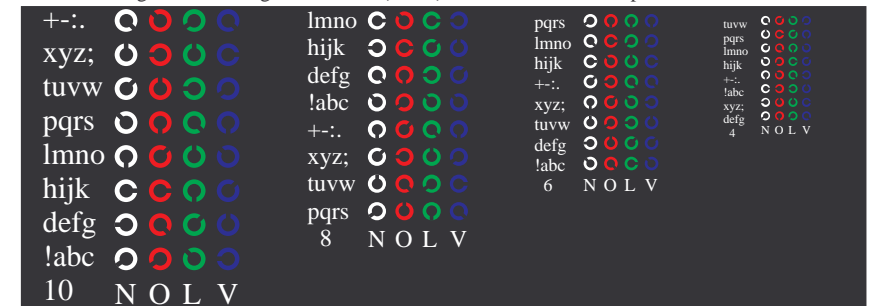 +-:.
xyz;
tuvw
pqrs
lmno
hijk
defg
!abc
10 N O L V
lmno
hijk
defg
!abc
+-:.
xyz;
tuvw
pqrs
8 N O L V
pqrs
lmno
hijk
+-:.
xyz;
tuvw
defg
!abc
6 N O L V
tuvw
pqrs
lmno
hijk
+-:.
!abc
xyz;
defg
4 N O L V